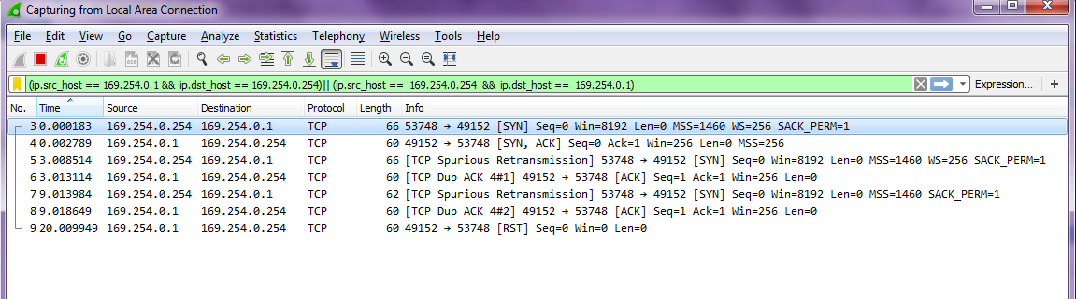 Capturing from Local Area Connection
File Edit View Go Capture Analyze Statistics Telephony Wireless Tools Help
(ip.src_host == 169.254.0.1 && ip.dst_host == 169.254.0.254)|| (ip.src_host == 169.254.0.254 && ip.dst_host == 169.254.0.1) Expression... +
No. Time Source Destination Protocol Length Info
3 0.000183 169.254.0.254 169.254.0.1 TCP 66 53748 → 49152 [SYN] Seq=0 Win=8192 Len=0 MSS=1460 WS=256 SACK_PERM=1
4 0.002789 169.254.0.1 169.254.0.254 TCP 60 49152 → 53748 [SYN, ACK] Seq=0 Ack=1 Win=256 Len=0 MSS=256
5 3.008514 169.254.0.254 169.254.0.1 TCP 66 [TCP Spurious Retransmission] 53748 → 49152 [SYN] Seq=0 Win=8192 Len=0 MSS=1460 WS=256 SACK_PERM=1
6 3.013114 169.254.0.1 169.254.0.254 TCP 60 [TCP Dup ACK 4#1] 49152 → 53748 [ACK] Seq=1 Ack=1 Win=256 Len=0
7 9.013984 169.254.0.254 169.254.0.1 TCP 62 [TCP Spurious Retransmission] 53748 → 49152 [SYN] Seq=0 Win=8192 Len=0 MSS=1460 SACK_PERM=1
8 9.018649 169.254.0.1 169.254.0.254 TCP 60 [TCP Dup ACK 4#2] 49152 → 53748 [ACK] Seq=1 Ack=1 Win=256 Len=0
9 20.009949 169.254.0.1 169.254.0.254 TCP 60 49152 → 53748 [RST] Seq=0 Win=0 Len=0